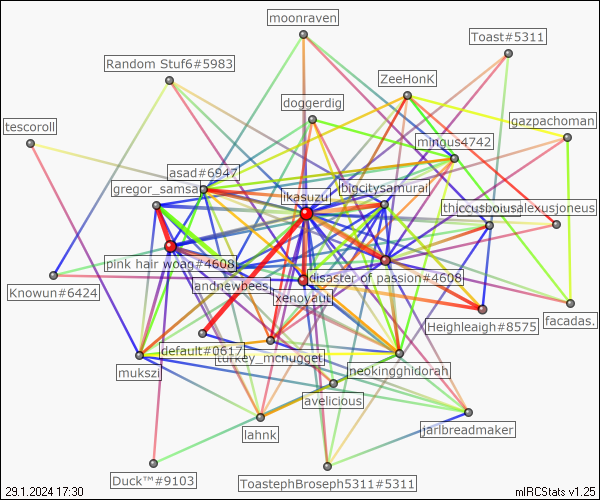 moonraven
Toast#5311
Random Stuf6#5983
ZeeHonK
doggerdig
gazpachoman
tescoroll
mingus4742
asad#6947
gregor_samsa
ikasuzu
bigcitysamurai
alexusjoneus
pink hair woag#4608
disaster of passion#4608
andnewbees
Knowun#6424
xenovaut
facadas.
Heighleaigh#8575
default#0617
turkey_mcnugget
mukszi
neokingghidorah
avelicious
lahnk
jarlbreadmaker
Duck™#9103
ToastephBroseph5311#5311
29.1.2024 17:30
mIRCStats v1.25